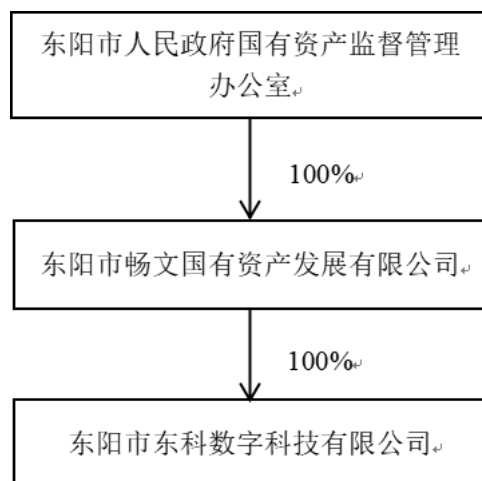 东阳市人民政府国有资产监督管理
办公室
100%
东阳市畅文国有资产发展有限公司
100%
东阳市东科数字科技有限公司